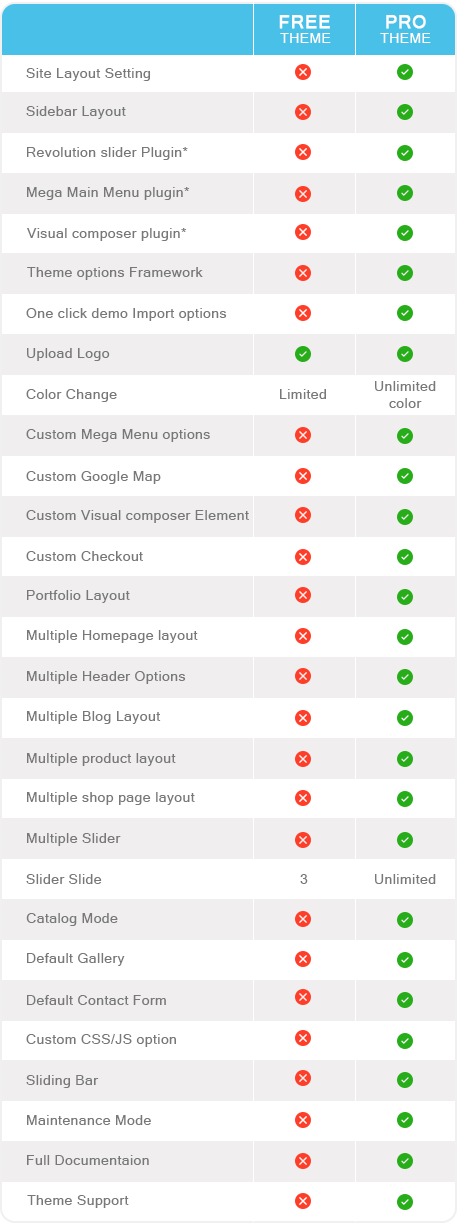 FREE PRO
THEME THEME
Site Layout Setting
Sidebar Layout
Revolution slider Plugin*
Mega Main Menu plugin*
Visual composer plugin*
Theme options Framework
One click demo Import options
Upload Logo
Color Change Limited Unlimited
color
Custom Mega Menu options
Custom Google Map
Custom Visual composer Element
Custom Checkout
Portfolio Layout
Multiple Homepage layout
Multiple Header Options
Multiple Blog Layout
Multiple product layout
Multiple shop page layout
Multiple Slider
Slider Slide 3 Unlimited
Catalog Mode
Default Gallery
Default Contact Form
Custom CSS/JS option
Sliding Bar
Maintenance Mode
Full Documentaion
Theme Support